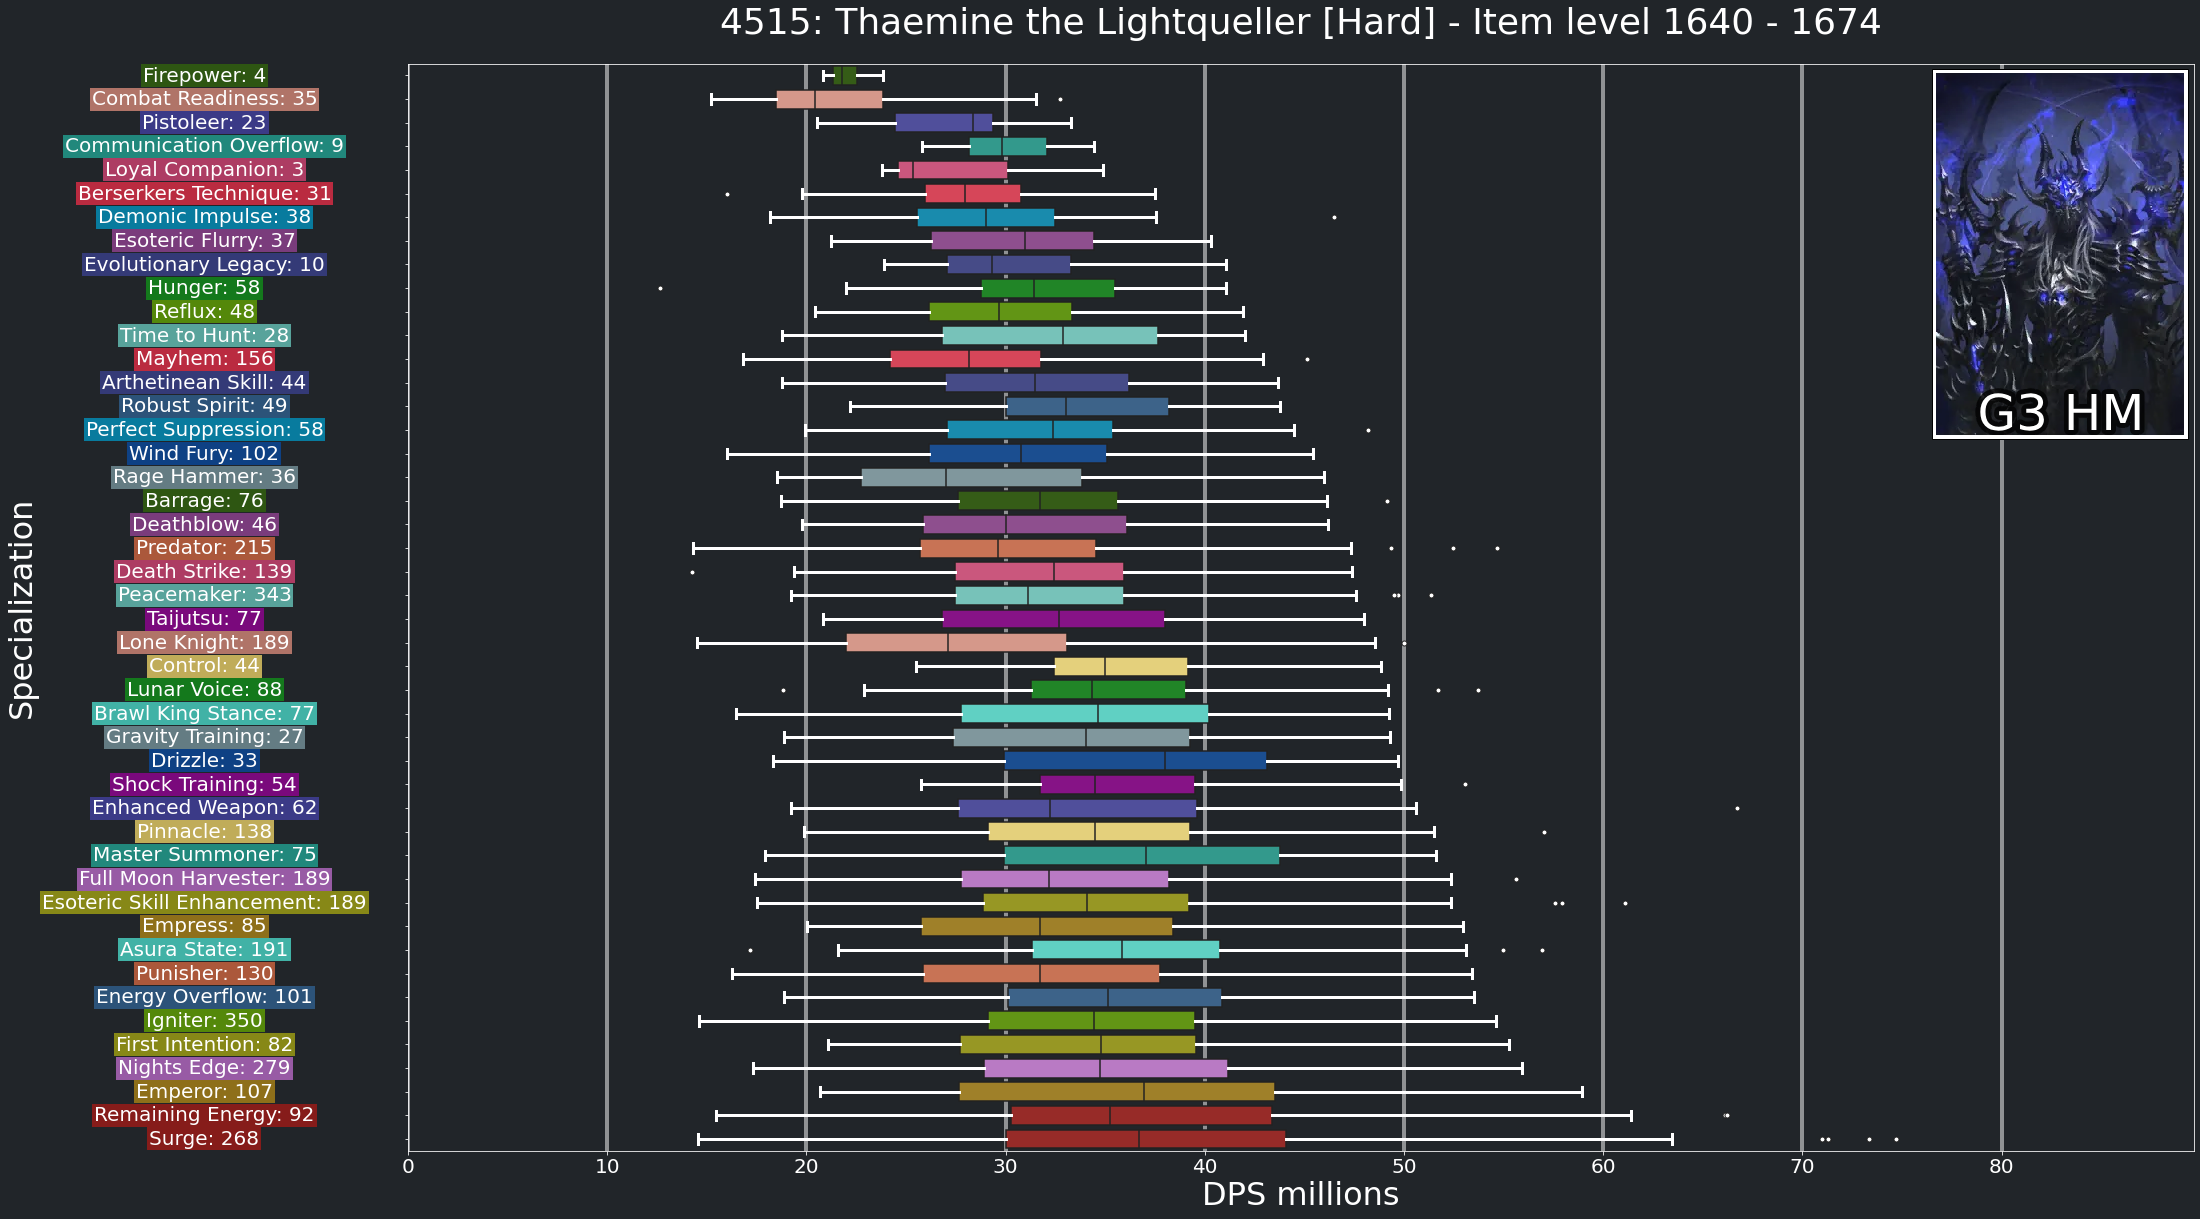 4515: Thaemine the Lightqueller [Hard] - Item level 1640 - 1674
Firepower: 4
Combat Readiness: 35
Pistoleer: 23
Communication Overflow: 9
Loyal Companion: 3
Berserkers Technique: 31
Demonic Impulse: 38
Esoteric Flurry: 37
Evolutionary Legacy: 10
Hunger: 58
Reflux: 48
Time to Hunt: 28
Mayhem: 156
Arthetinean Skill: 44
Robust Spirit: 49
Perfect Suppression: 58
Wind Fury: 102
Rage Hammer: 36
Barrage: 76
Deathblow: 46
Predator: 215
Death Strike: 139
Peacemaker: 343
Taijutsu: 77
Lone Knight: 189
Control: 44
Lunar Voice: 88
Brawl King Stance: 77
Gravity Training: 27
Drizzle: 33
Shock Training: 54
Enhanced Weapon: 62
Pinnacle: 138
Master Summoner: 75
Full Moon Harvester: 189
Esoteric Skill Enhancement: 189
Empress: 85
Asura State: 191
Punisher: 130
Energy Overflow: 101
Igniter: 350
First Intention: 82
Nights Edge: 279
Emperor: 107
Remaining Energy: 92
Surge: 268
Specialization
G3 HM
0 10 20 30 40 50 60 70 80
DPS millions